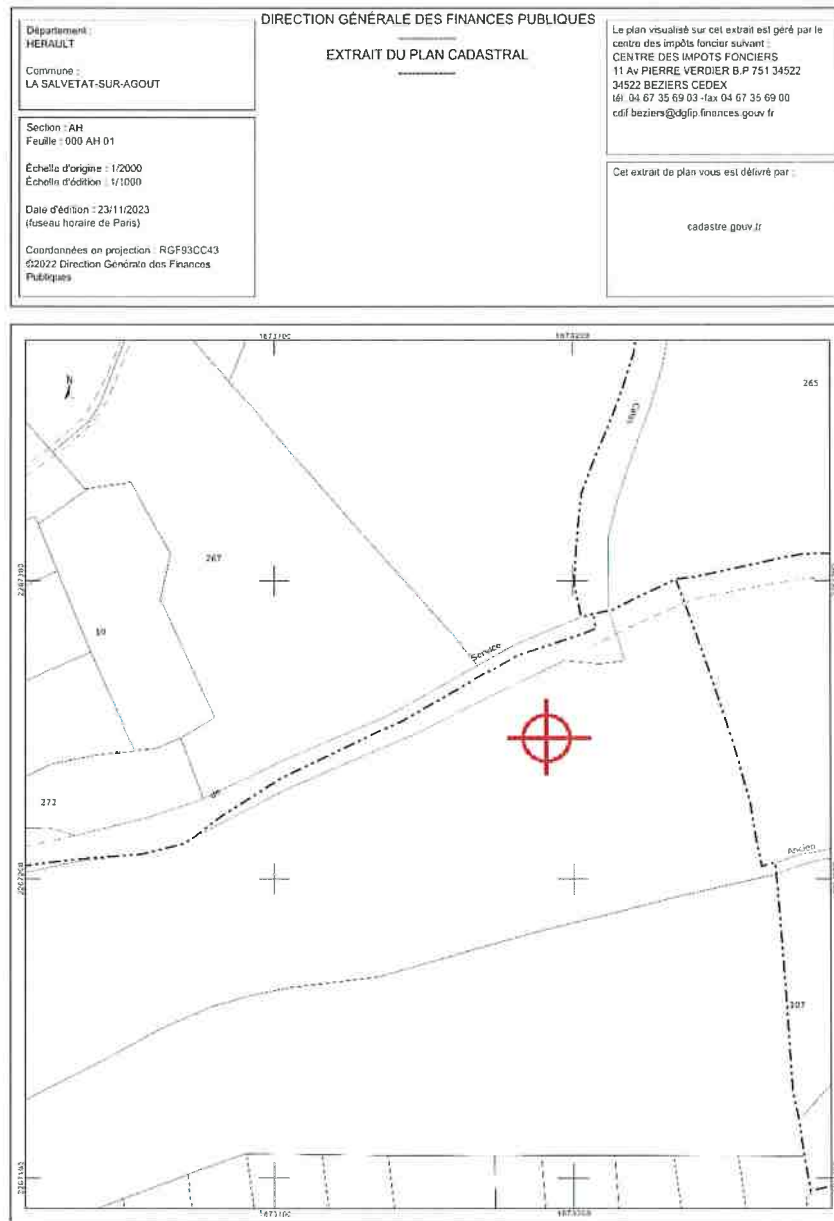 Département :
HERAULT
Commune :
LA SALVETAT-SUR-AGOUT
Section : AH
Feuille : 000 AH 01
Échelle d'origine : 1/2000
Échelle d'édition : 1/1000
Date d'édition : 23/11/2023
(fuseau horaire de Paris)
Coordonnées en projection : RGF93CC43
©2022 Direction Générale des Finances
Publiques
DIRECTION GÉNÉRALE DES FINANCES PUBLIQUES
EXTRAIT DU PLAN CADASTRAL
Le plan visualisé sur cet extrait est géré par le
centre des impôts foncier suivant :
CENTRE DES IMPOTS FONCIERS
11 Av PIERRE VERDIER B.P 751 34522
34522 BEZIERS CEDEX
tél. 04 67 35 69 03 -fax 04 67 35 69 00
cdif.beziers@dgfip.finances.gouv.fr
Cet extrait de plan vous est délivré par :
cadastre.gouv.fr
N
265
267
Service
de
272
Ancien
307